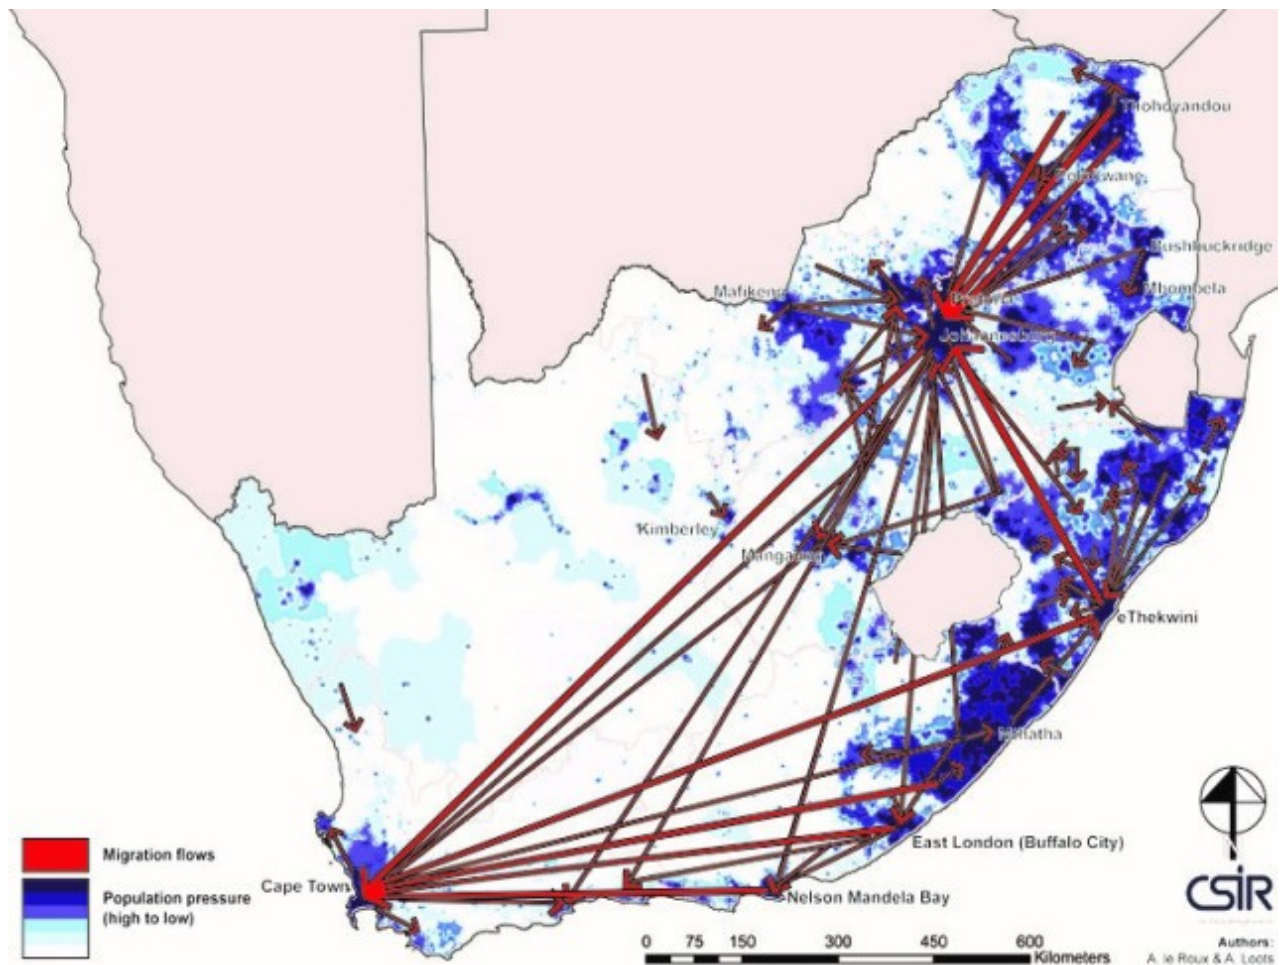 Thohoyandou
Polokwane
Bushbuckridge
Mbombela
Pretoria
Mafikeng
Johannesburg
Kimberley
Mangaung
eThekwini
Mthatha
East London (Buffalo City)
Cape Town
Nelson Mandela Bay
Migration flows
Population pressure
(high to low)
0 75 150 300 450 600
Kilometers
CSIR
Authors:
A. le Roux & A. Loots